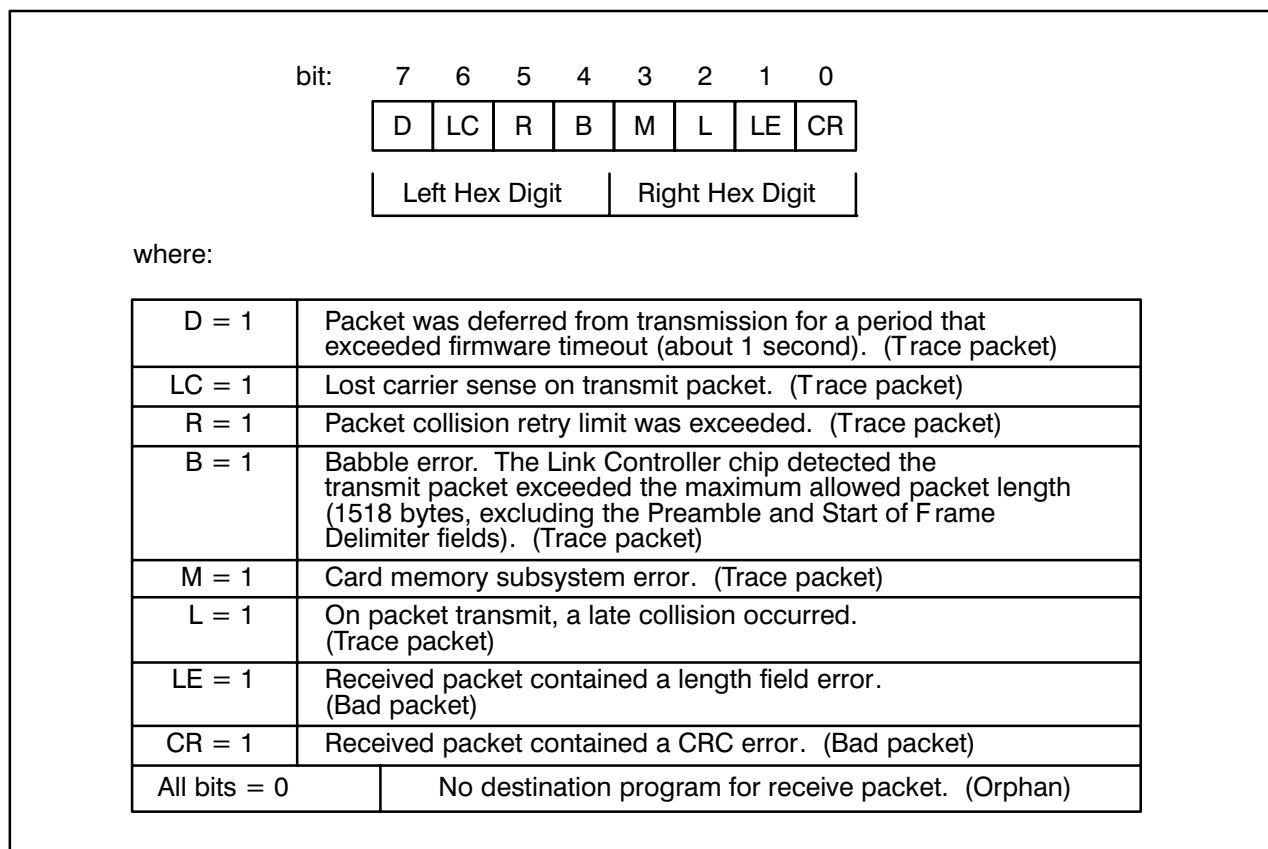 bit: 7 6 5 4 3 2 1 0
D LC R B M L LE CR
Left Hex Digit Right Hex Digit
where:
D = 1 Packet was deferred from transmission for a period that
exceeded firmware timeout (about 1 second). (Trace packet)
LC = 1 Lost carrier sense on transmit packet. (Trace packet)
R = 1 Packet collision retry limit was exceeded. (Trace packet)
B = 1 Babble error. The Link Controller chip detected the
transmit packet exceeded the maximum allowed packet length
(1518 bytes, excluding the Preamble and Start of Frame
Delimiter fields). (Trace packet)
M = 1 Card memory subsystem error. (Trace packet)
L = 1 On packet transmit, a late collision occurred.
(Trace packet)
LE = 1 Received packet contained a length field error.
(Bad packet)
CR = 1 Received packet contained a CRC error. (Bad packet)
All bits = 0 No destination program for receive packet. (Orphan)